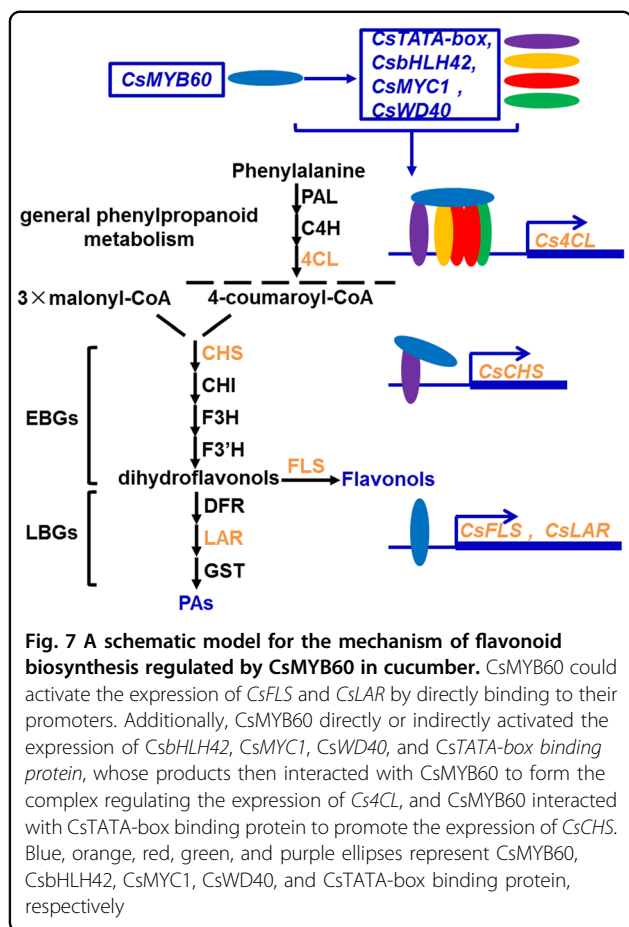 CsMYB60
CsTATA-box,
CsbHLH42,
CsMYC1 ,
CsWD40
Phenylalanine
PAL
general phenylpropanoid
metabolism
C4H
4CL
Cs4CL
3×malonyl-CoA
4-coumaroyl-CoA
CHS
CsCHS
CHI
EBGs
F3H
F3’H
dihydroflavonols
FLS
Flavonols
DFR
LBGs
LAR
CsFLS , CsLAR
GST
PAs
Fig. 7 A schematic model for the mechanism of flavonoid
biosynthesis regulated by CsMYB60 in cucumber. CsMYB60 could
activate the expression of CsFLS and CsLAR by directly binding to their
promoters. Additionally, CsMYB60 directly or indirectly activated the
expression of CsbHLH42, CsMYC1, CsWD40, and CsTATA-box binding
protein, whose products then interacted with CsMYB60 to form the
complex regulating the expression of Cs4CL, and CsMYB60 interacted
with CsTATA-box binding protein to promote the expression of CsCHS.
Blue, orange, red, green, and purple ellipses represent CsMYB60,
CsbHLH42, CsMYC1, CsWD40, and CsTATA-box binding protein,
respectively